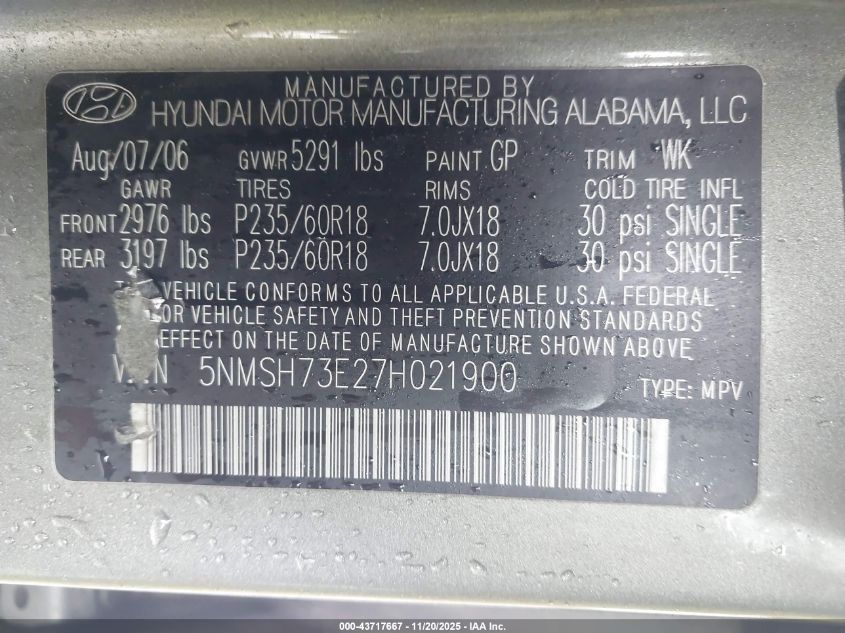 MANUFACTURED BY
HYUNDAI MOTOR MANUFACTURING ALABAMA, LLC
Aug/07/06 GVWR 5291 lbs PAINT GP TRIM WK
GAWR TIRES RIMS COLD TIRE INFL
FRONT 2976 lbs P235/60R18 7.0JX18 30 psi SINGLE
REAR 3197 lbs P235/60R18 7.0JX18 30 psi SINGLE
VEHICLE CONFORMS TO ALL APPLICABLE U.S.A. FEDERAL
VEHICLE SAFETY AND THEFT PREVENTION STANDARDS
EFFECT ON THE DATE OF MANUFACTURE SHOWN ABOVE.
5NMSH73E27H021900 TYPE: MPV
000-43717667 - 11/20/2025 - IAA Inc.